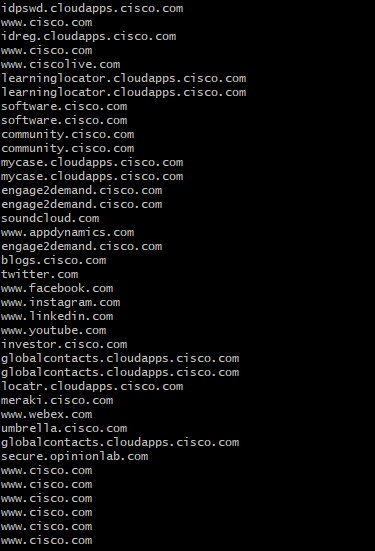 idpswd.cloudapps.cisco.com
www.cisco.com
idreg.cloudapps.cisco.com
www.cisco.com
www.ciscolive.com
learninglocator.cloudapps.cisco.com
learninglocator.cloudapps.cisco.com
software.cisco.com
software.cisco.com
community.cisco.com
community.cisco.com
mycase.cloudapps.cisco.com
mycase.cloudapps.cisco.com
engage2demand.cisco.com
engage2demand.cisco.com
soundcloud.com
www.appdynamics.com
engage2demand.cisco.com
blogs.cisco.com
twitter.com
www.facebook.com
www.instagram.com
www.linkedin.com
www.youtube.com
investor.cisco.com
globalcontacts.cloudapps.cisco.com
globalcontacts.cloudapps.cisco.com
locatr.cloudapps.cisco.com
meraki.cisco.com
www.webex.com
umbrella.cisco.com
globalcontacts.cloudapps.cisco.com
secure.opinionlab.com
www.cisco.com
www.cisco.com
www.cisco.com
www.cisco.com
www.cisco.com
www.cisco.com